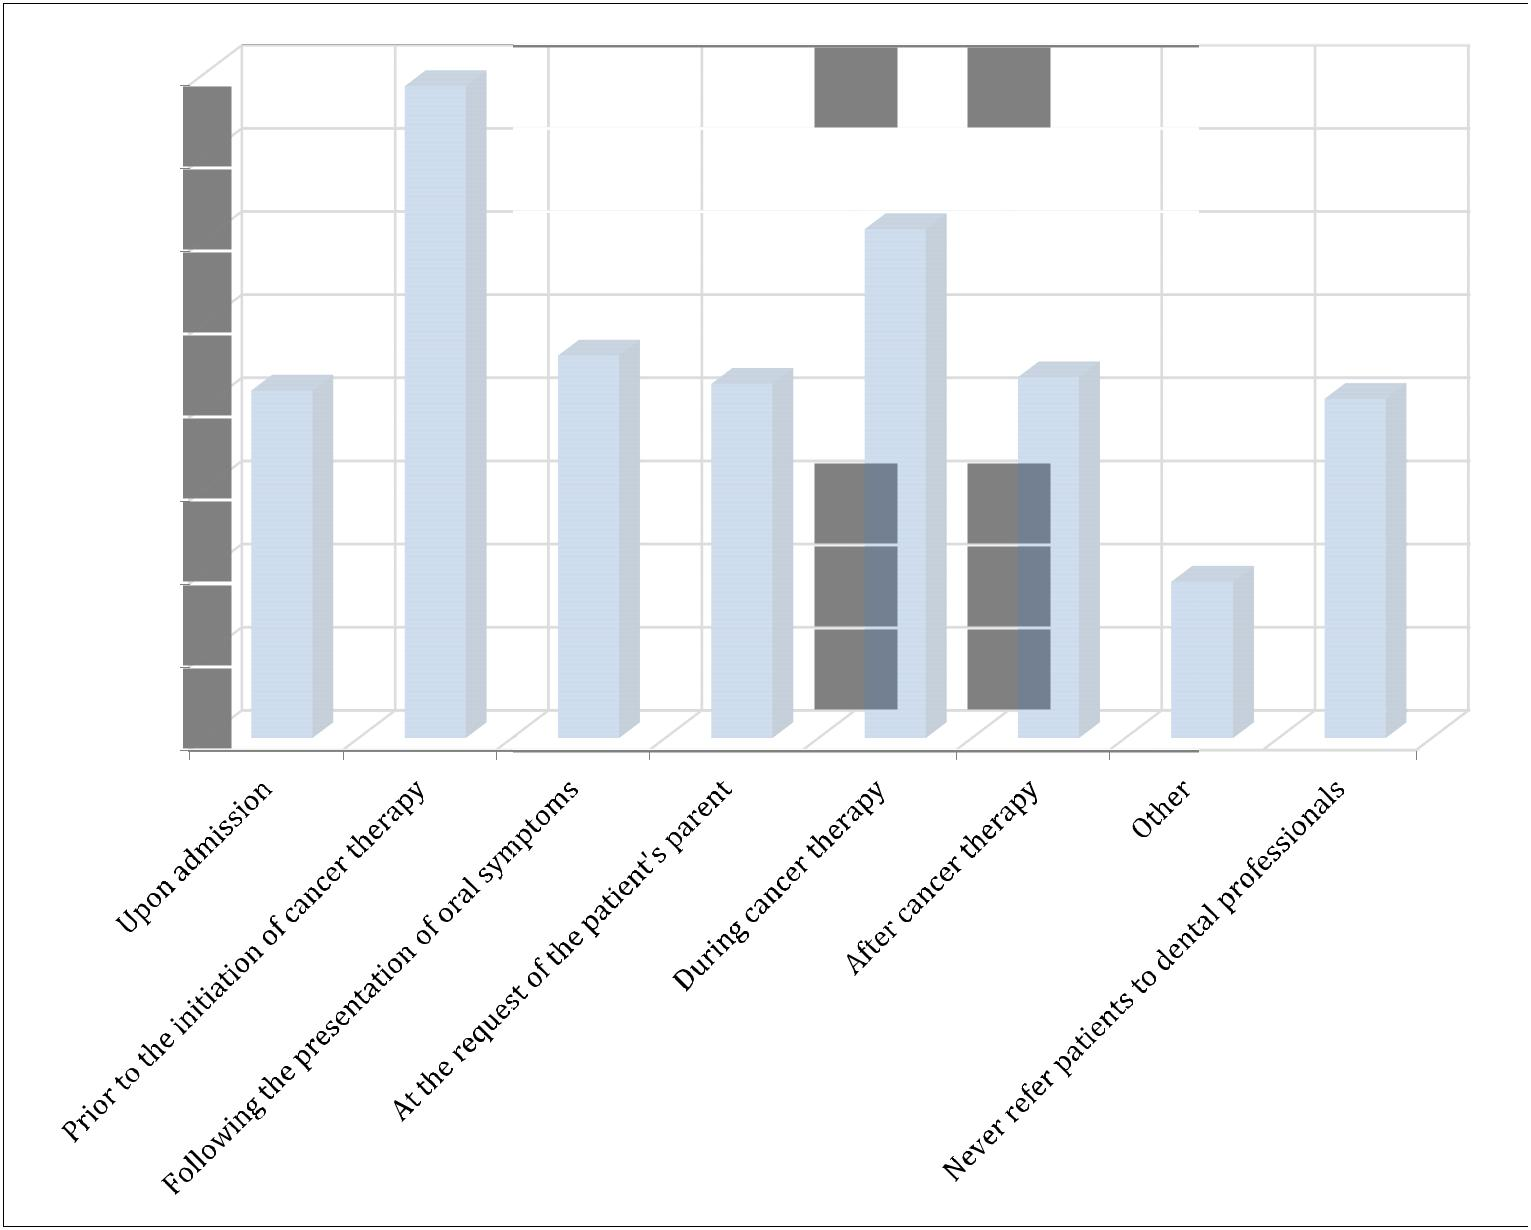 Upon admission
Prior to the initiation of cancer therapy
Following the presentation of oral symptoms
At the request of the patient's parent
During cancer therapy
After cancer therapy
Other
Never refer patients to dental professionals